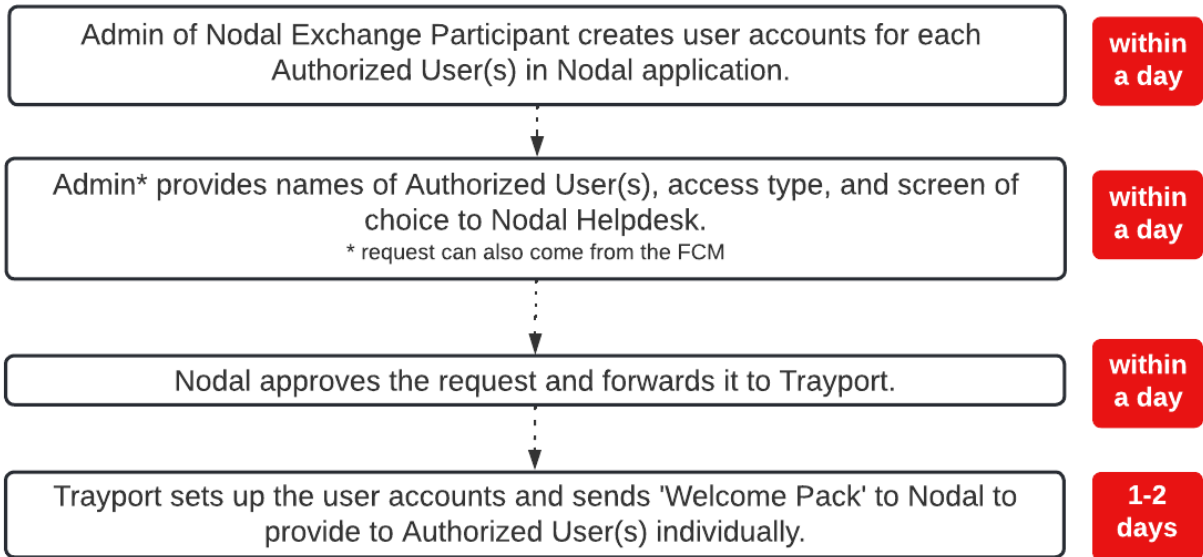 Admin of Nodal Exchange Participant creates user accounts for each
Authorized User(s) in Nodal application.
within
a day
Admin* provides names of Authorized User(s), access type, and screen of
choice to Nodal Helpdesk.
* request can also come from the FCM
within
a day
Nodal approves the request and forwards it to Trayport.
within
a day
Trayport sets up the user accounts and sends 'Welcome Pack' to Nodal to
provide to Authorized User(s) individually.
1-2
days